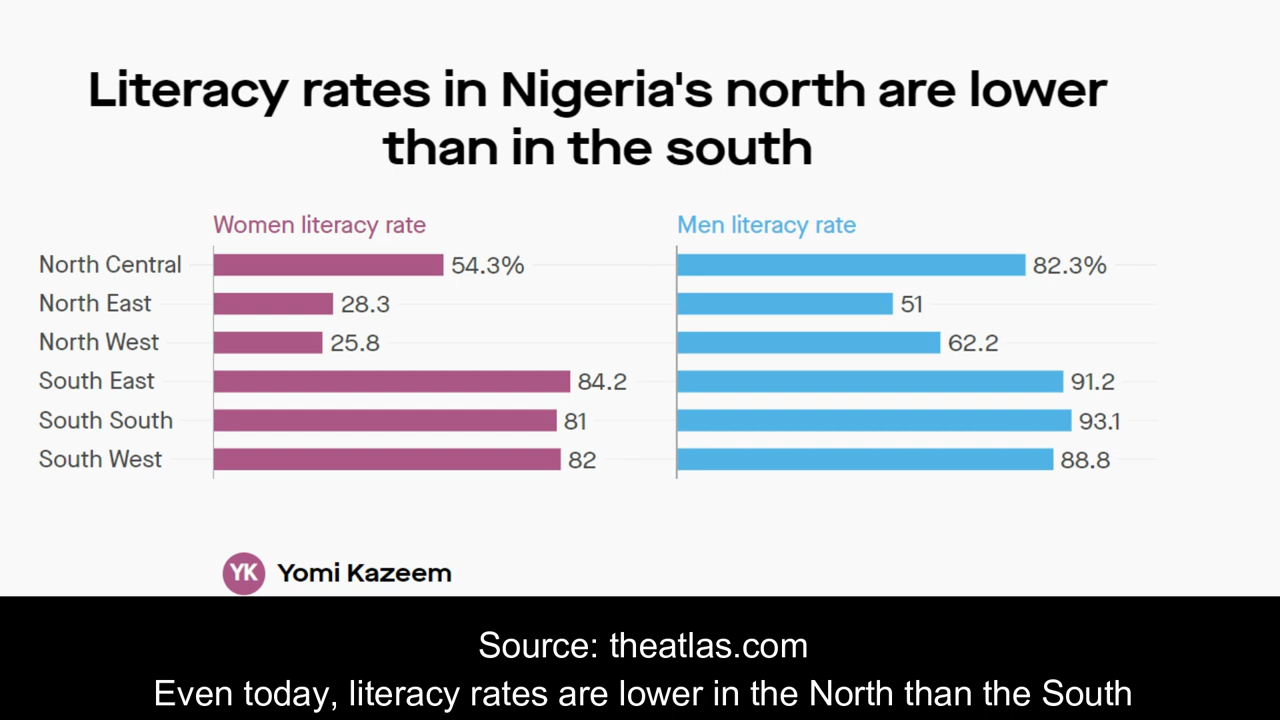 Literacy rates in Nigeria's north are lower
than in the south
Women literacy rate
Men literacy rate
North Central 54.3% 82.3%
North East 28.3 51
North West 25.8 62.2
South East 84.2 91.2
South South 81 93.1
South West 82 88.8
YK Yomi Kazeem
Source: theatlas.com
Even today, literacy rates are lower in the North than the South